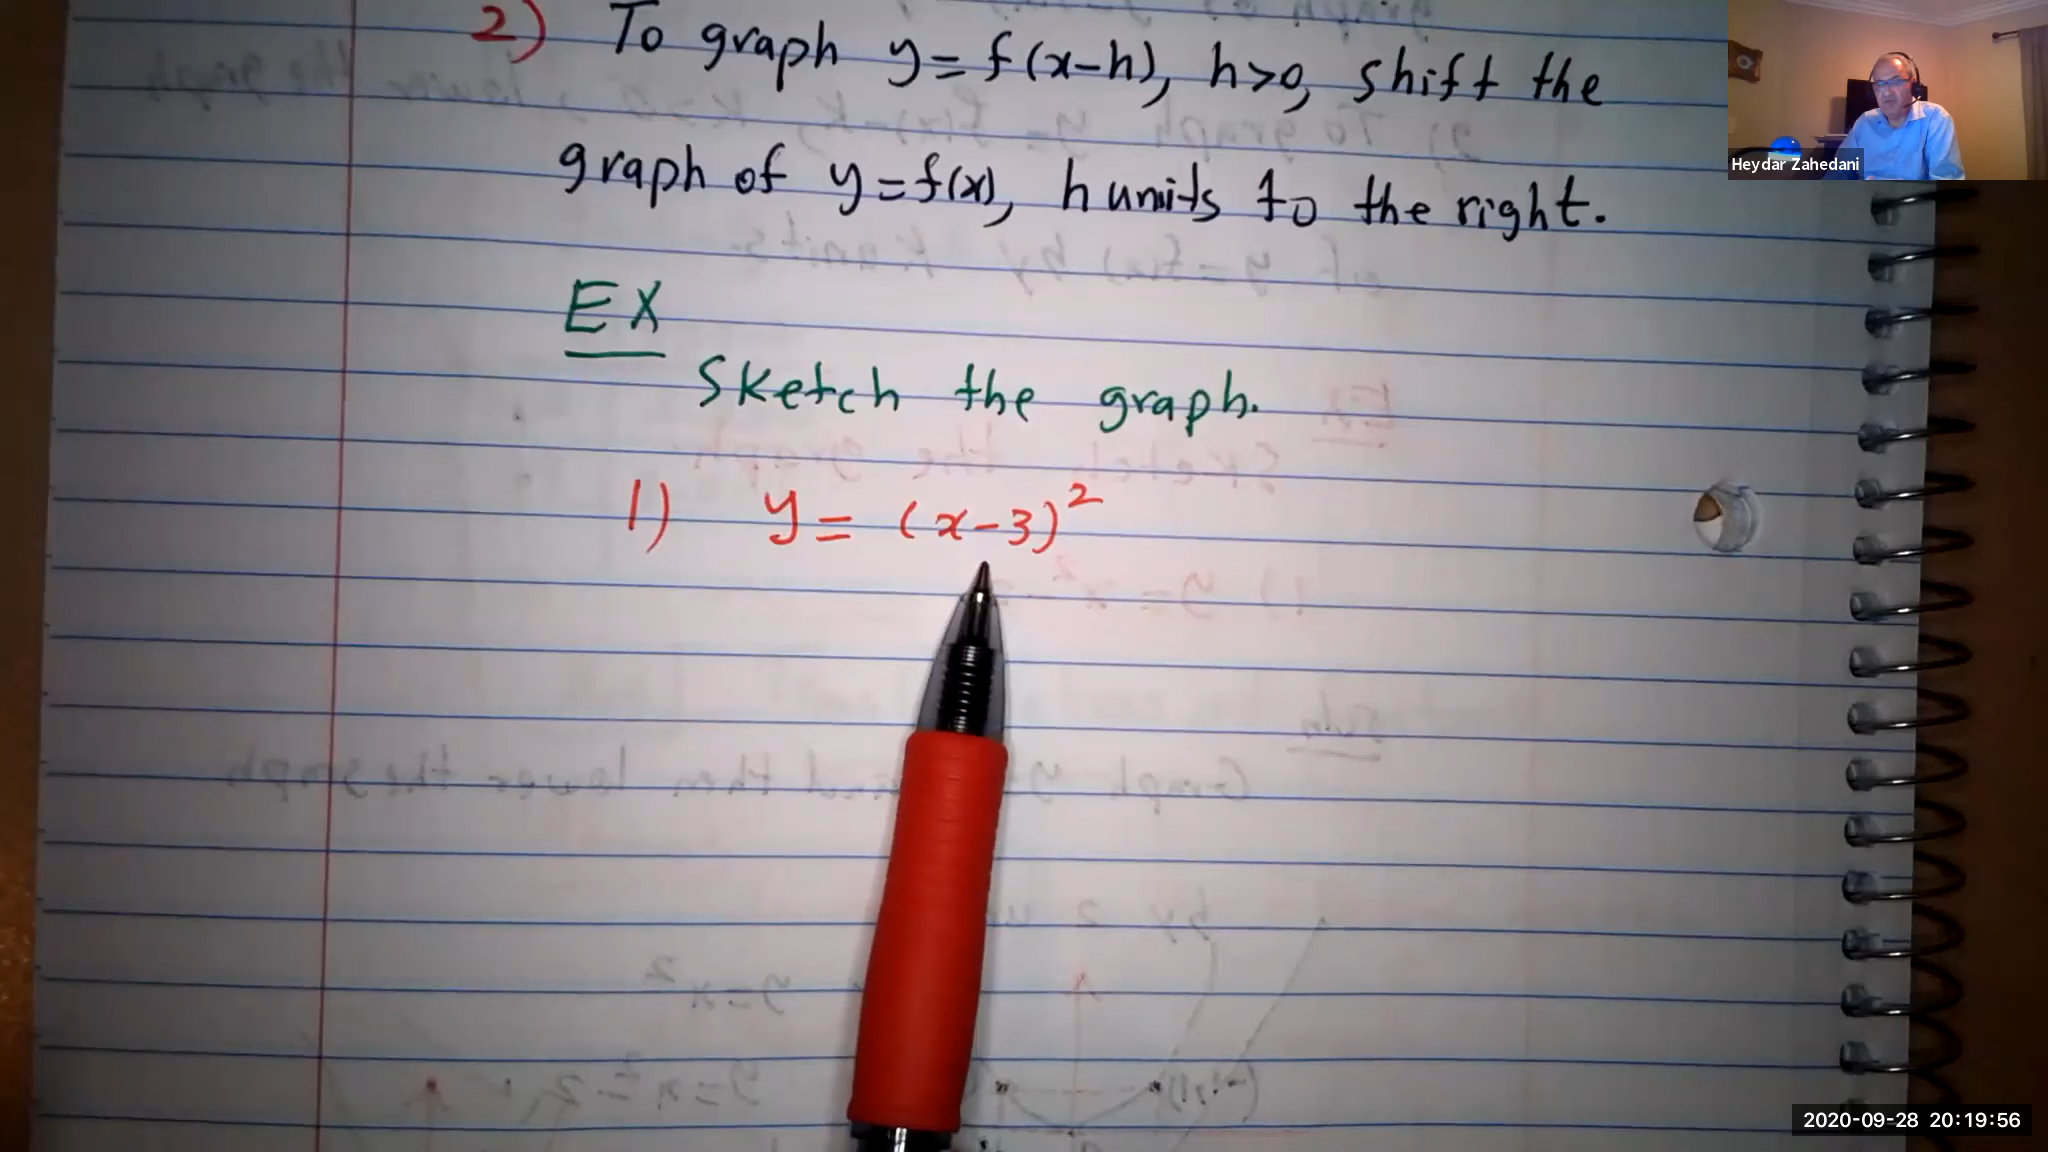 2) To graph y = f(x-h), h>0, shift the
graph of y = f(x), h units to the right.
EX
Sketch the graph.
1) y = (x-3)²
Heydar Zahedani
2020-09-28 20:19:56